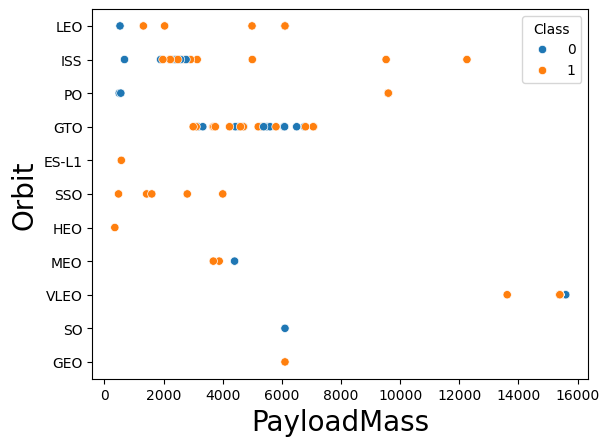 Class
0
1
LEO
ISS
PO
GTO
ES-L1
SSO
HEO
MEO
VLEO
SO
GEO
Orbit
0 2000 4000 6000 8000 10000 12000 14000 16000
PayloadMass